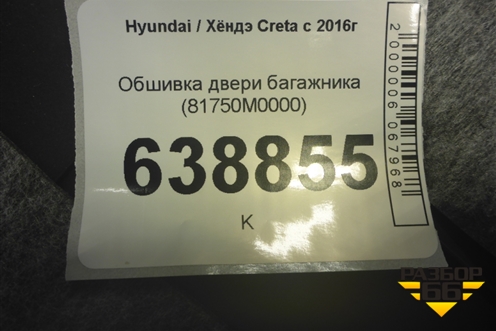 Hyundai / Хёндэ Creta с 2016г
Обшивка двери багажника
(81750M0000)
638855
К
2000006067968
РАЗБОР
66